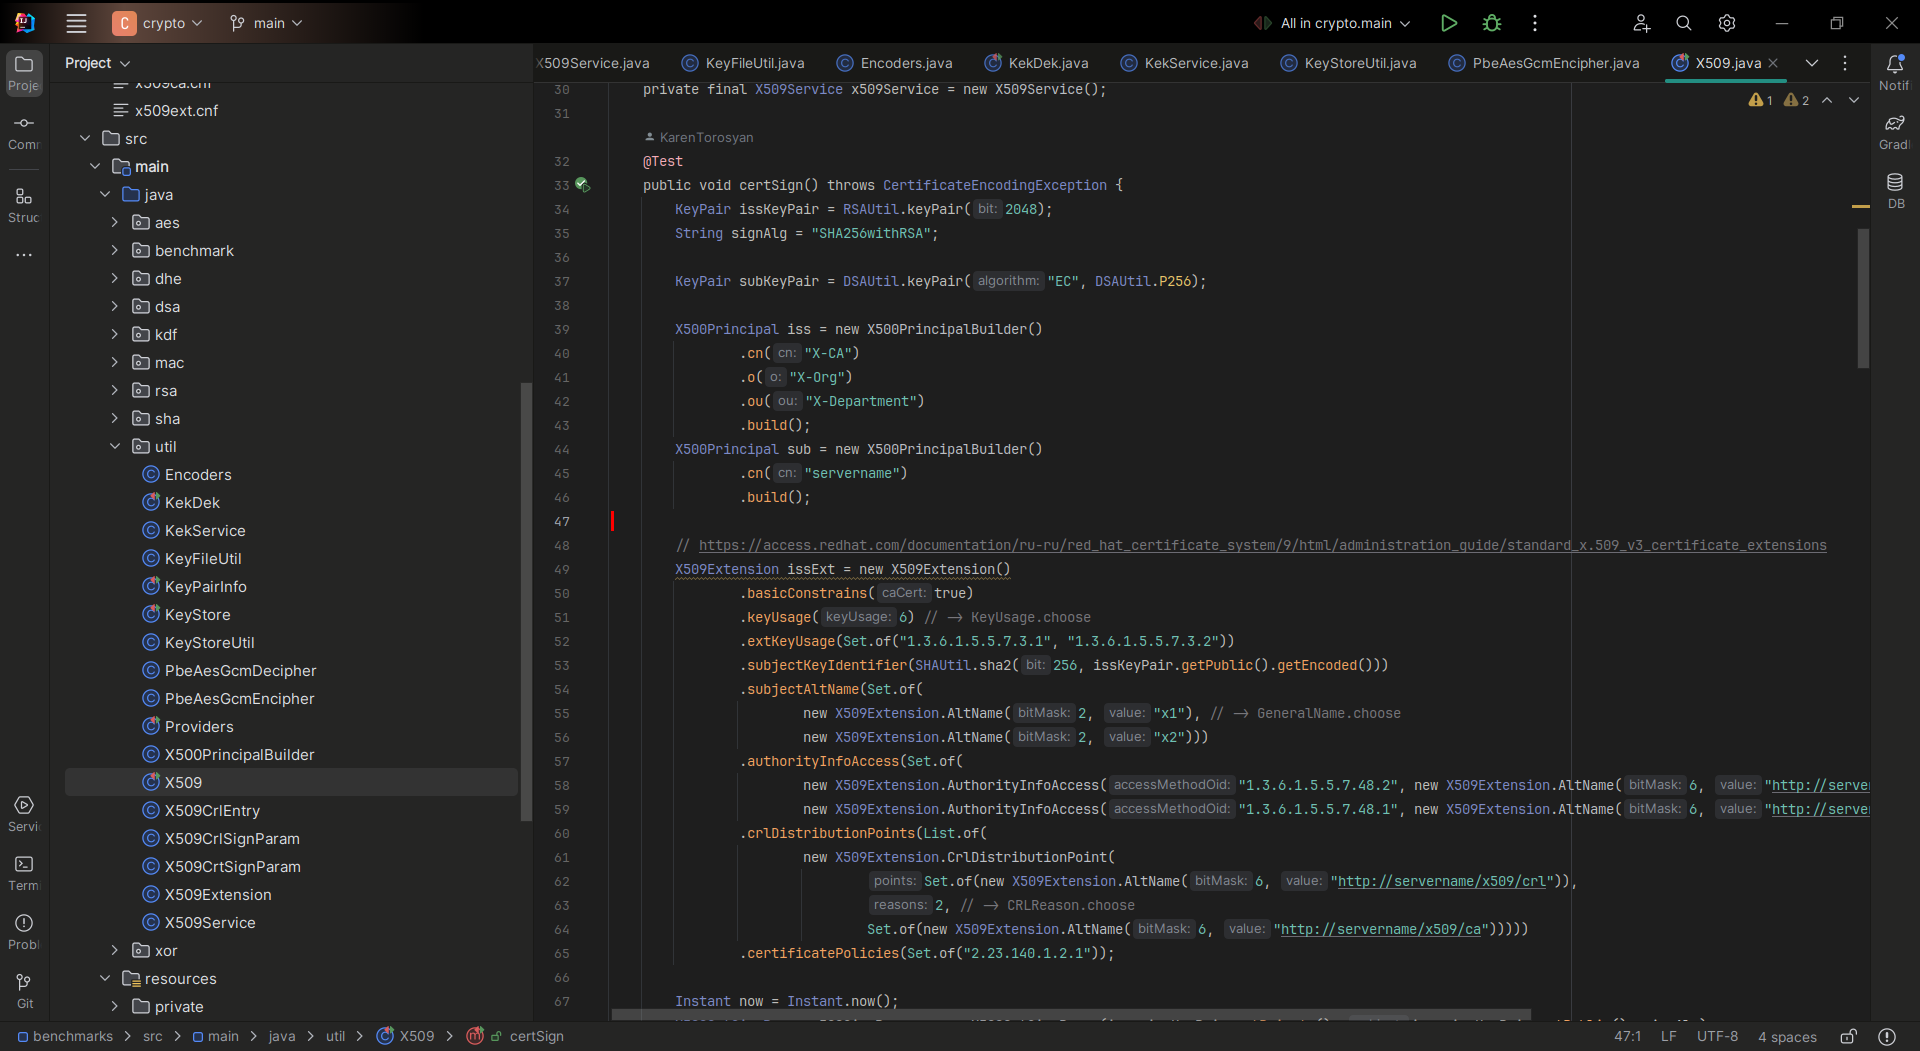 C crypto
main
All in crypto.main
Project
X509Service.java
KeyFileUtil.java
Encoders.java
KekDek.java
KekService.java
KeyStoreUtil.java
PbeAesGcmEncipher.java
X509.java
Proje
Comm
Struc
Servic
Termi
Probl
Git
Notifi
Gradl
DB
x509ca.cnf
x509ext.cnf
src
main
java
aes
benchmark
dhe
dsa
kdf
mac
rsa
sha
util
Encoders
KekDek
KekService
KeyFileUtil
KeyPairInfo
KeyStore
KeyStoreUtil
PbeAesGcmDecipher
PbeAesGcmEncipher
Providers
X500PrincipalBuilder
X509
X509CrlEntry
X509CrlSignParam
X509CrtSignParam
X509Extension
X509Service
xor
resources
private
1 2
30 private final X509Service x509Service = new X509Service();
31
KarenTorosyan
32 @Test
33 public void certSign() throws CertificateEncodingException {
34 KeyPair issKeyPair = RSAUtil.keyPair( bit: 2048);
35 String signAlg = "SHA256withRSA";
36
37 KeyPair subKeyPair = DSAUtil.keyPair( algorithm: "EC", DSAUtil.P256);
38
39 X500Principal iss = new X500PrincipalBuilder()
40 .cn( cn: "X-CA")
41 .o( o: "X-Org")
42 .ou( ou: "X-Department")
43 .build();
44 X500Principal sub = new X500PrincipalBuilder()
45 .cn( cn: "servername")
46 .build();
47
48 // https://access.redhat.com/documentation/ru-ru/red_hat_certificate_system/9/html/administration_guide/standard_x.509_v3_certificate_extensions
49 X509Extension issExt = new X509Extension()
50 .basicConstrains( caCert: true)
51 .keyUsage( keyUsage: 6) // -> KeyUsage.choose
52 .extKeyUsage(Set.of("1.3.6.1.5.5.7.3.1", "1.3.6.1.5.5.7.3.2"))
53 .subjectKeyIdentifier(SHAUtil.sha2( bit: 256, issKeyPair.getPublic().getEncoded()))
54 .subjectAltName(Set.of(
55 new X509Extension.AltName( bitMask: 2, value: "x1"), // -> GeneralName.choose
56 new X509Extension.AltName( bitMask: 2, value: "x2")))
57 .authorityInfoAccess(Set.of(
58 new X509Extension.AuthorityInfoAccess( accessMethodOid: "1.3.6.1.5.5.7.48.2", new X509Extension.AltName( bitMask: 6, value: "http://server
59 new X509Extension.AuthorityInfoAccess( accessMethodOid: "1.3.6.1.5.5.7.48.1", new X509Extension.AltName( bitMask: 6, value: "http://server
60 .crlDistributionPoints(List.of(
61 new X509Extension.CrlDistributionPoint(
62 points: Set.of(new X509Extension.AltName( bitMask: 6, value: "http://servername/x509/crl")),
63 reasons: 2, // -> CRLReason.choose
64 Set.of(new X509Extension.AltName( bitMask: 6, value: "http://servername/x509/ca")))))
65 .certificatePolicies(Set.of("2.23.140.1.2.1"));
66
67 Instant now = Instant.now();
benchmarks > src > main > java > util > X509 > certSign
47:1 LF UTF-8 4 spaces